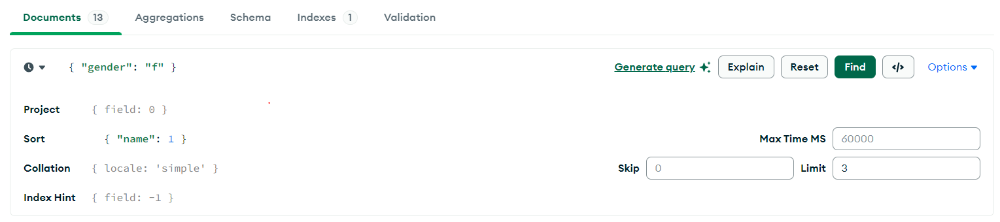 Documents 13 Aggregations Schema Indexes 1 Validation
{ "gender": "f" } Generate query Explain Reset Find </> Options
Project { field: 0 }
Sort { "name": 1 } Max Time MS 60000
Collation { locale: 'simple' } Skip 0 Limit 3
Index Hint { field: -1 }